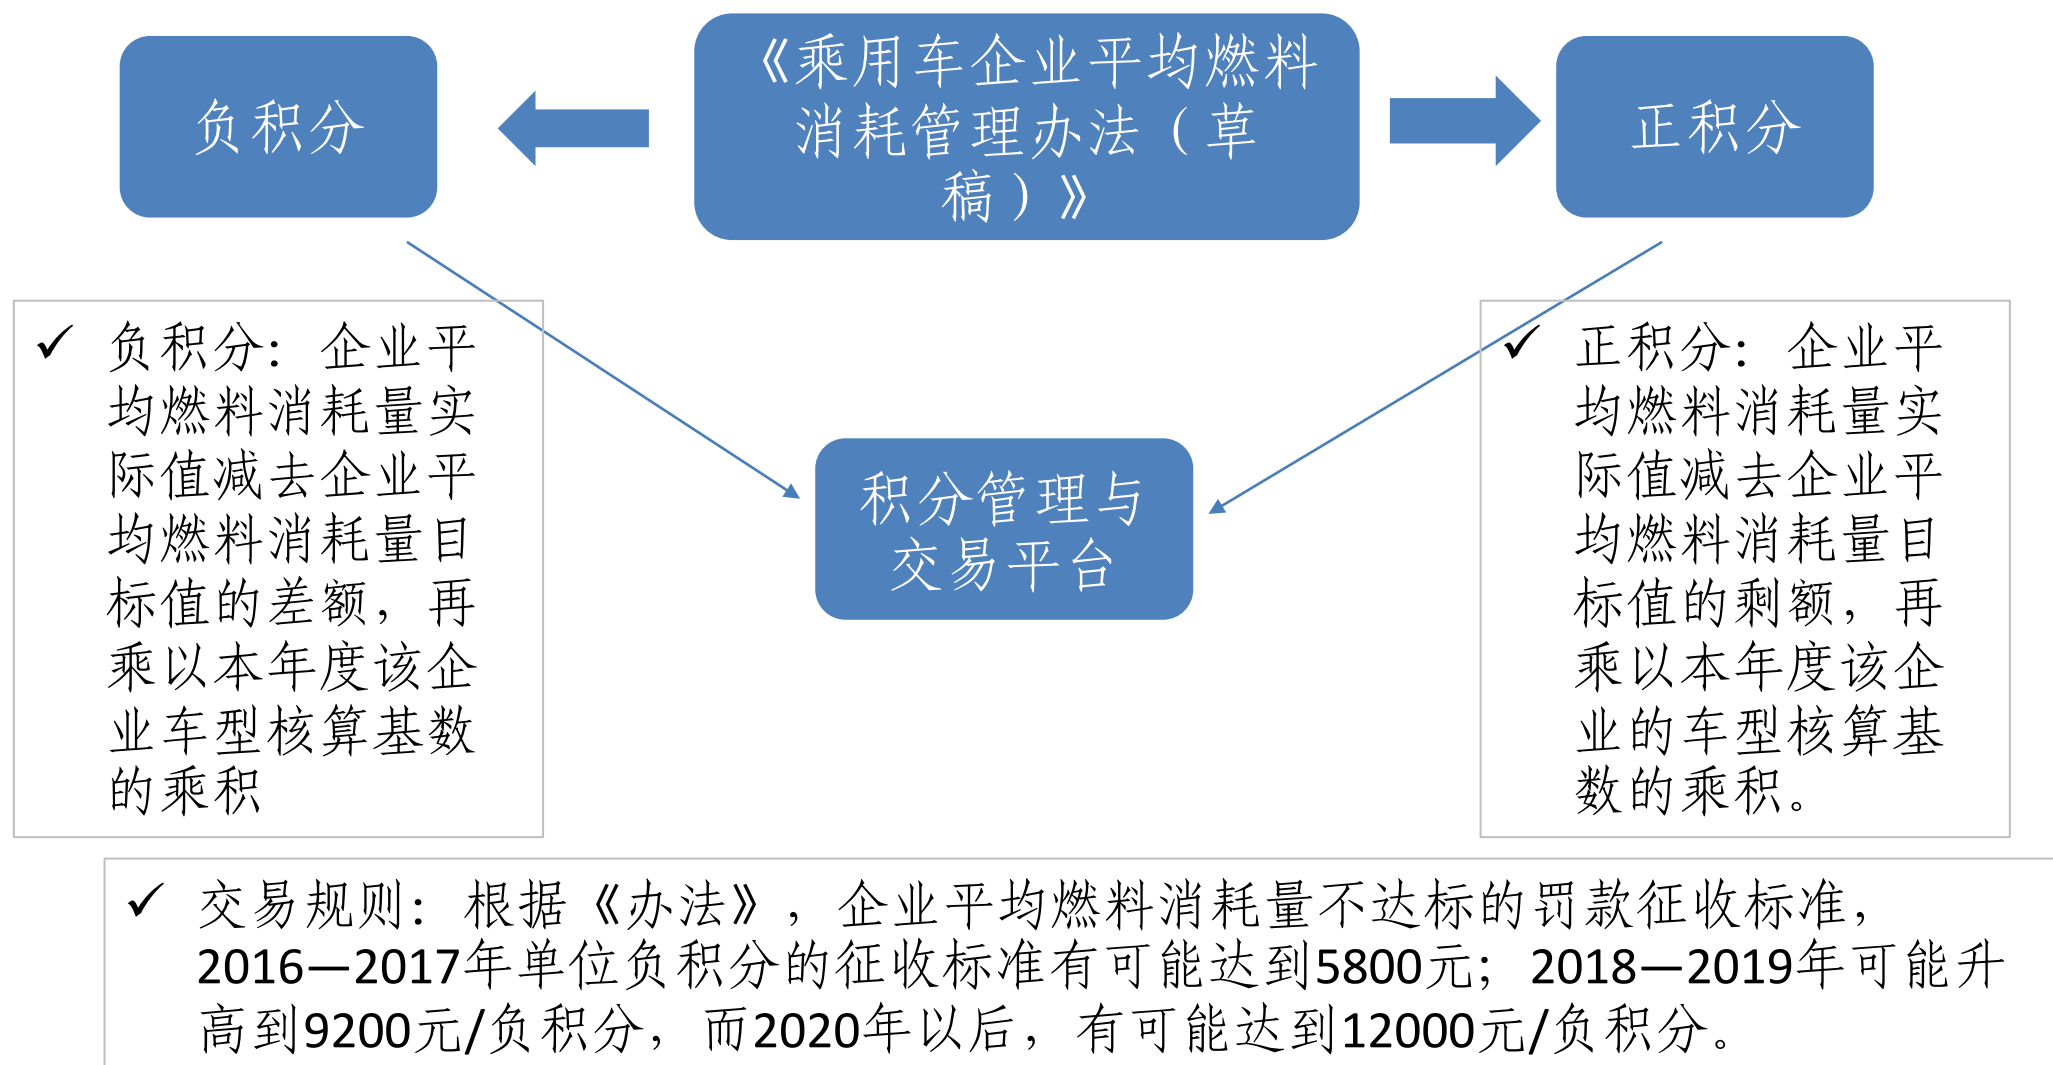 负积分
《乘用车企业平均燃料
消耗管理办法（草
稿）》
正积分
✓ 负积分：企业平
均燃料消耗量实
际值减去企业平
均燃料消耗量目
标值的差额，再
乘以本年度该企
业车型核算基数
的乘积
积分管理与
交易平台
✓ 正积分：企业平
均燃料消耗量实
际值减去企业平
均燃料消耗量目
标值的剩额，再
乘以本年度该企
业的车型核算基
数的乘积。
✓ 交易规则：根据《办法》，企业平均燃料消耗量不达标的罚款征收标准，
2016—2017年单位负积分的征收标准有可能达到5800元；2018—2019年可能升
高到9200元/负积分，而2020年以后，有可能达到12000元/负积分。